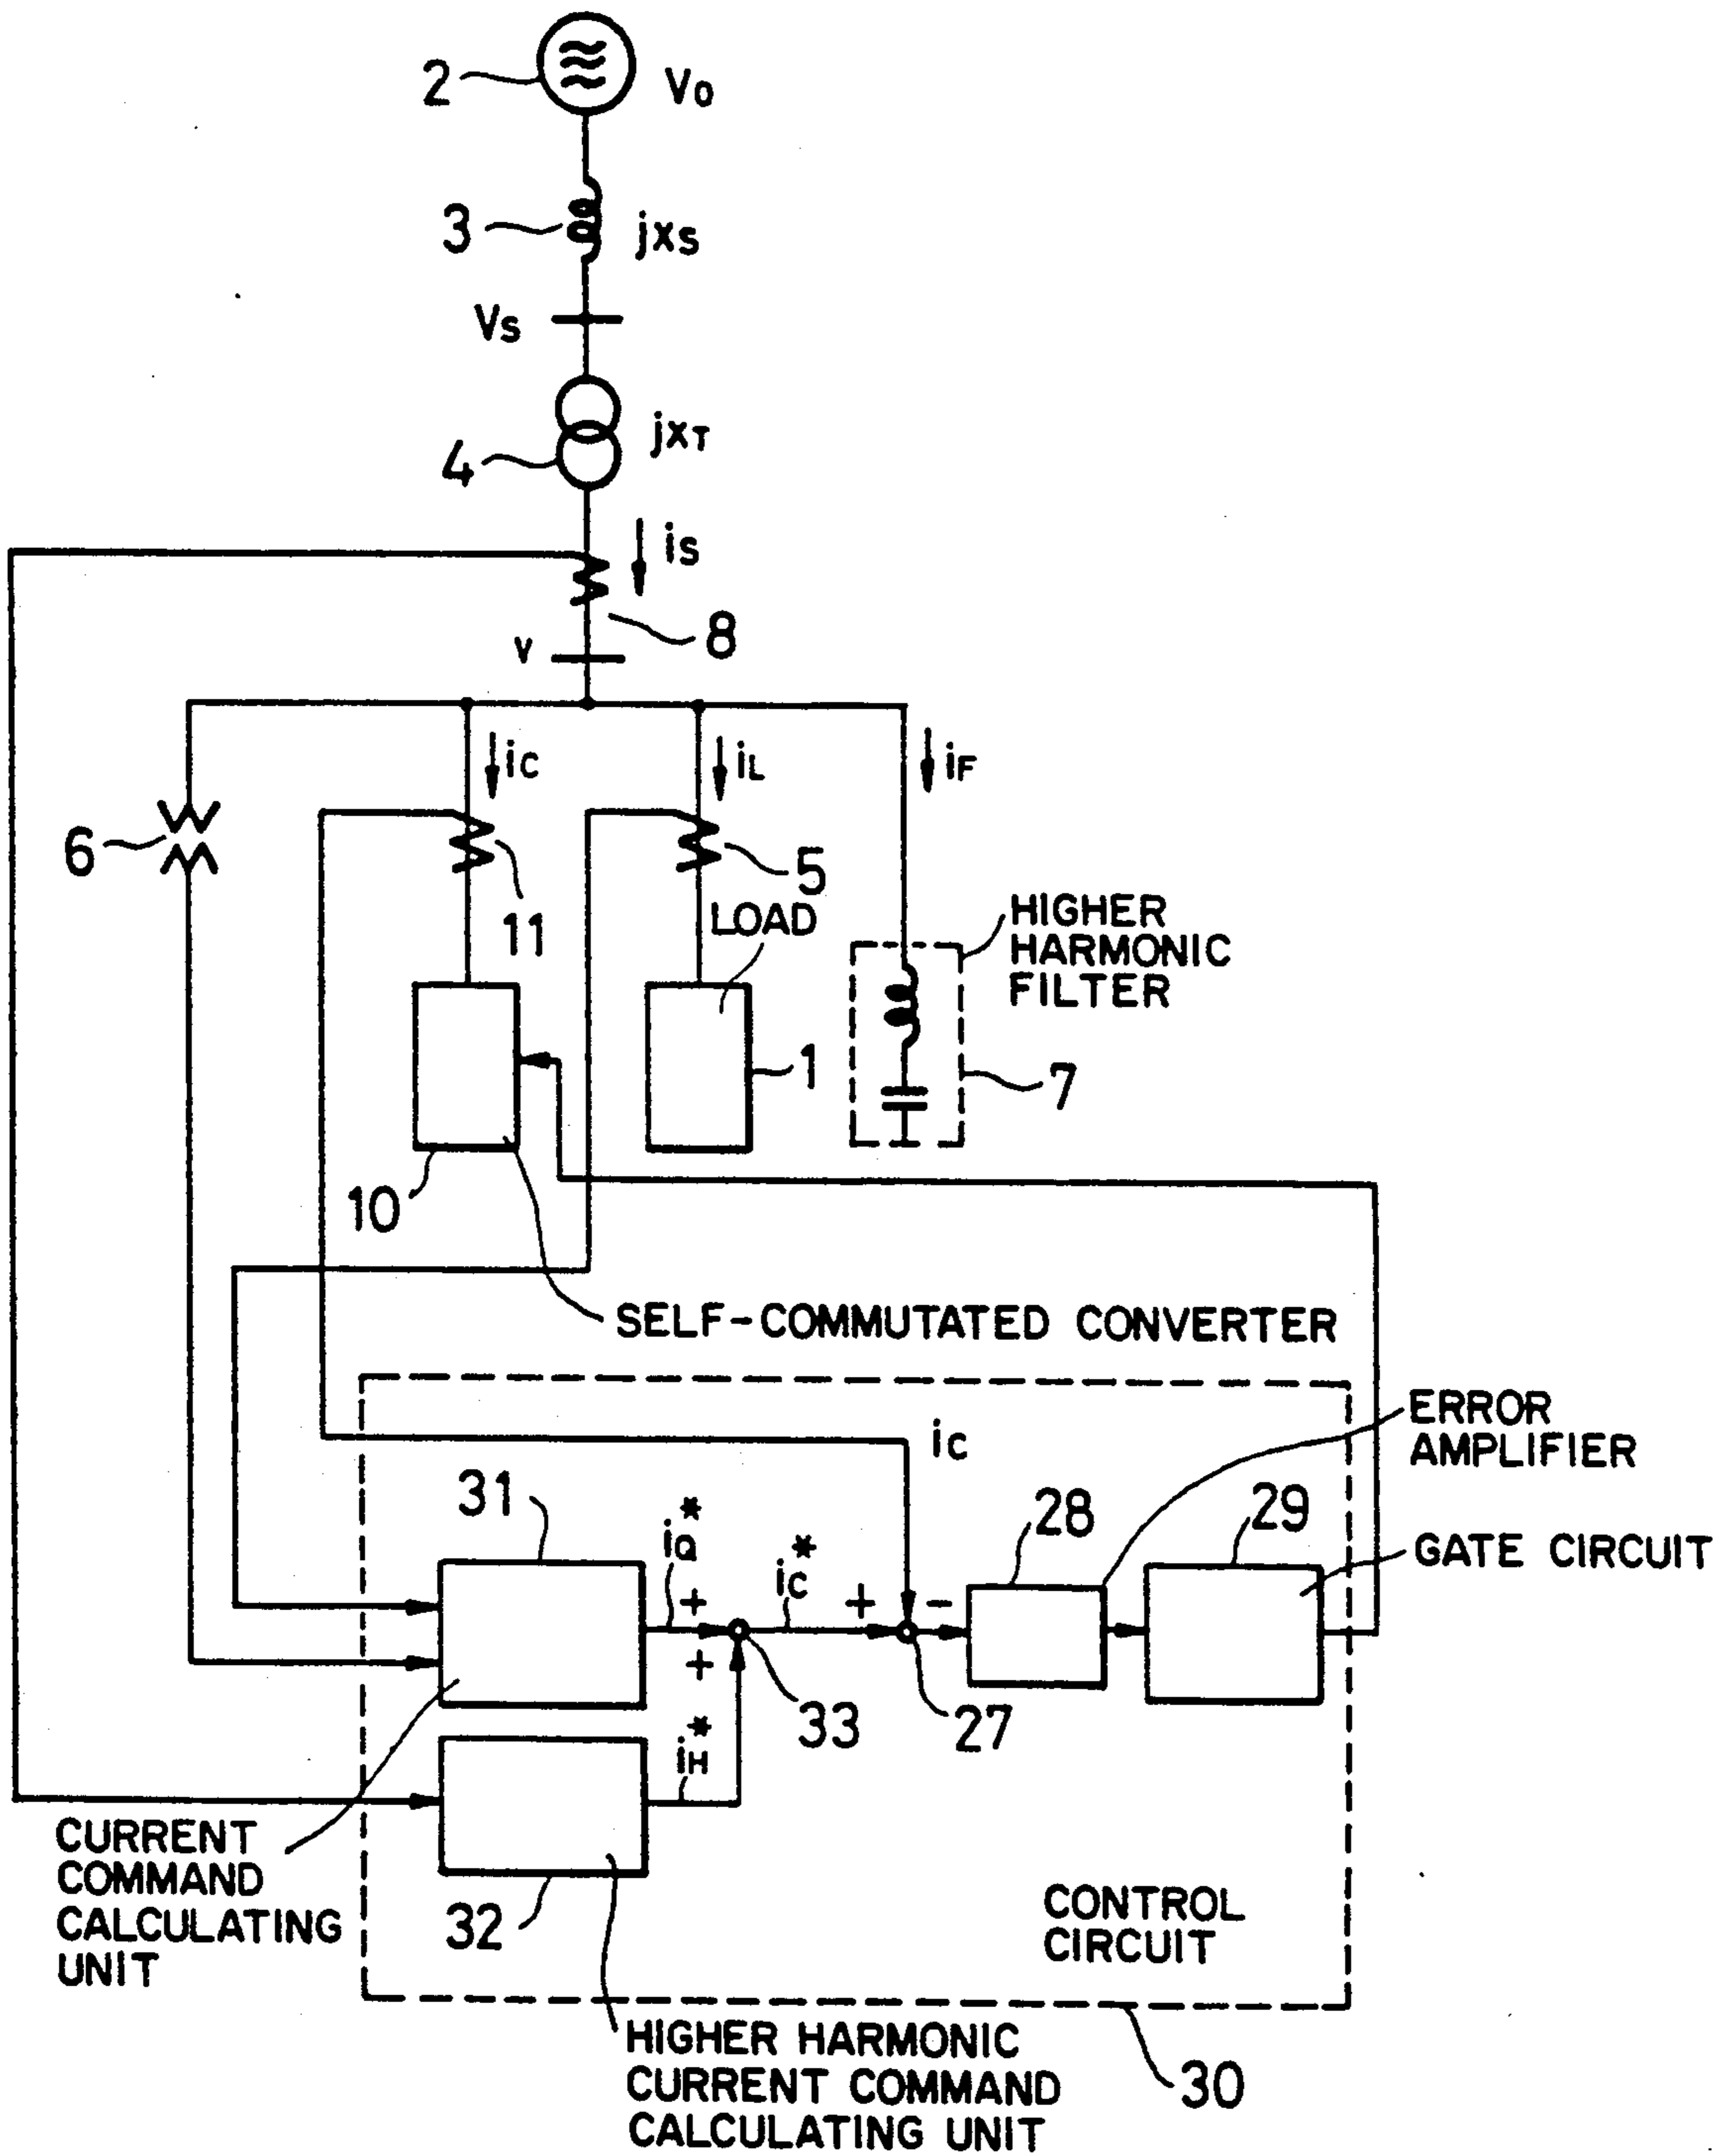 2
Vo
3
jXs
Vs
4
jXT
is
8
v
ic
iL
iF
6
11
5
LOAD
HIGHER
HARMONIC
FILTER
1
7
10
SELF-COMMUTATED CONVERTER
ic
ERROR
AMPLIFIER
31
28
29
iQ*
ic*
GATE CIRCUIT
+
+
-
+
33
27
iH*
CURRENT
COMMAND
CALCULATING
UNIT
32
CONTROL
CIRCUIT
HIGHER HARMONIC
CURRENT COMMAND
CALCULATING UNIT
30